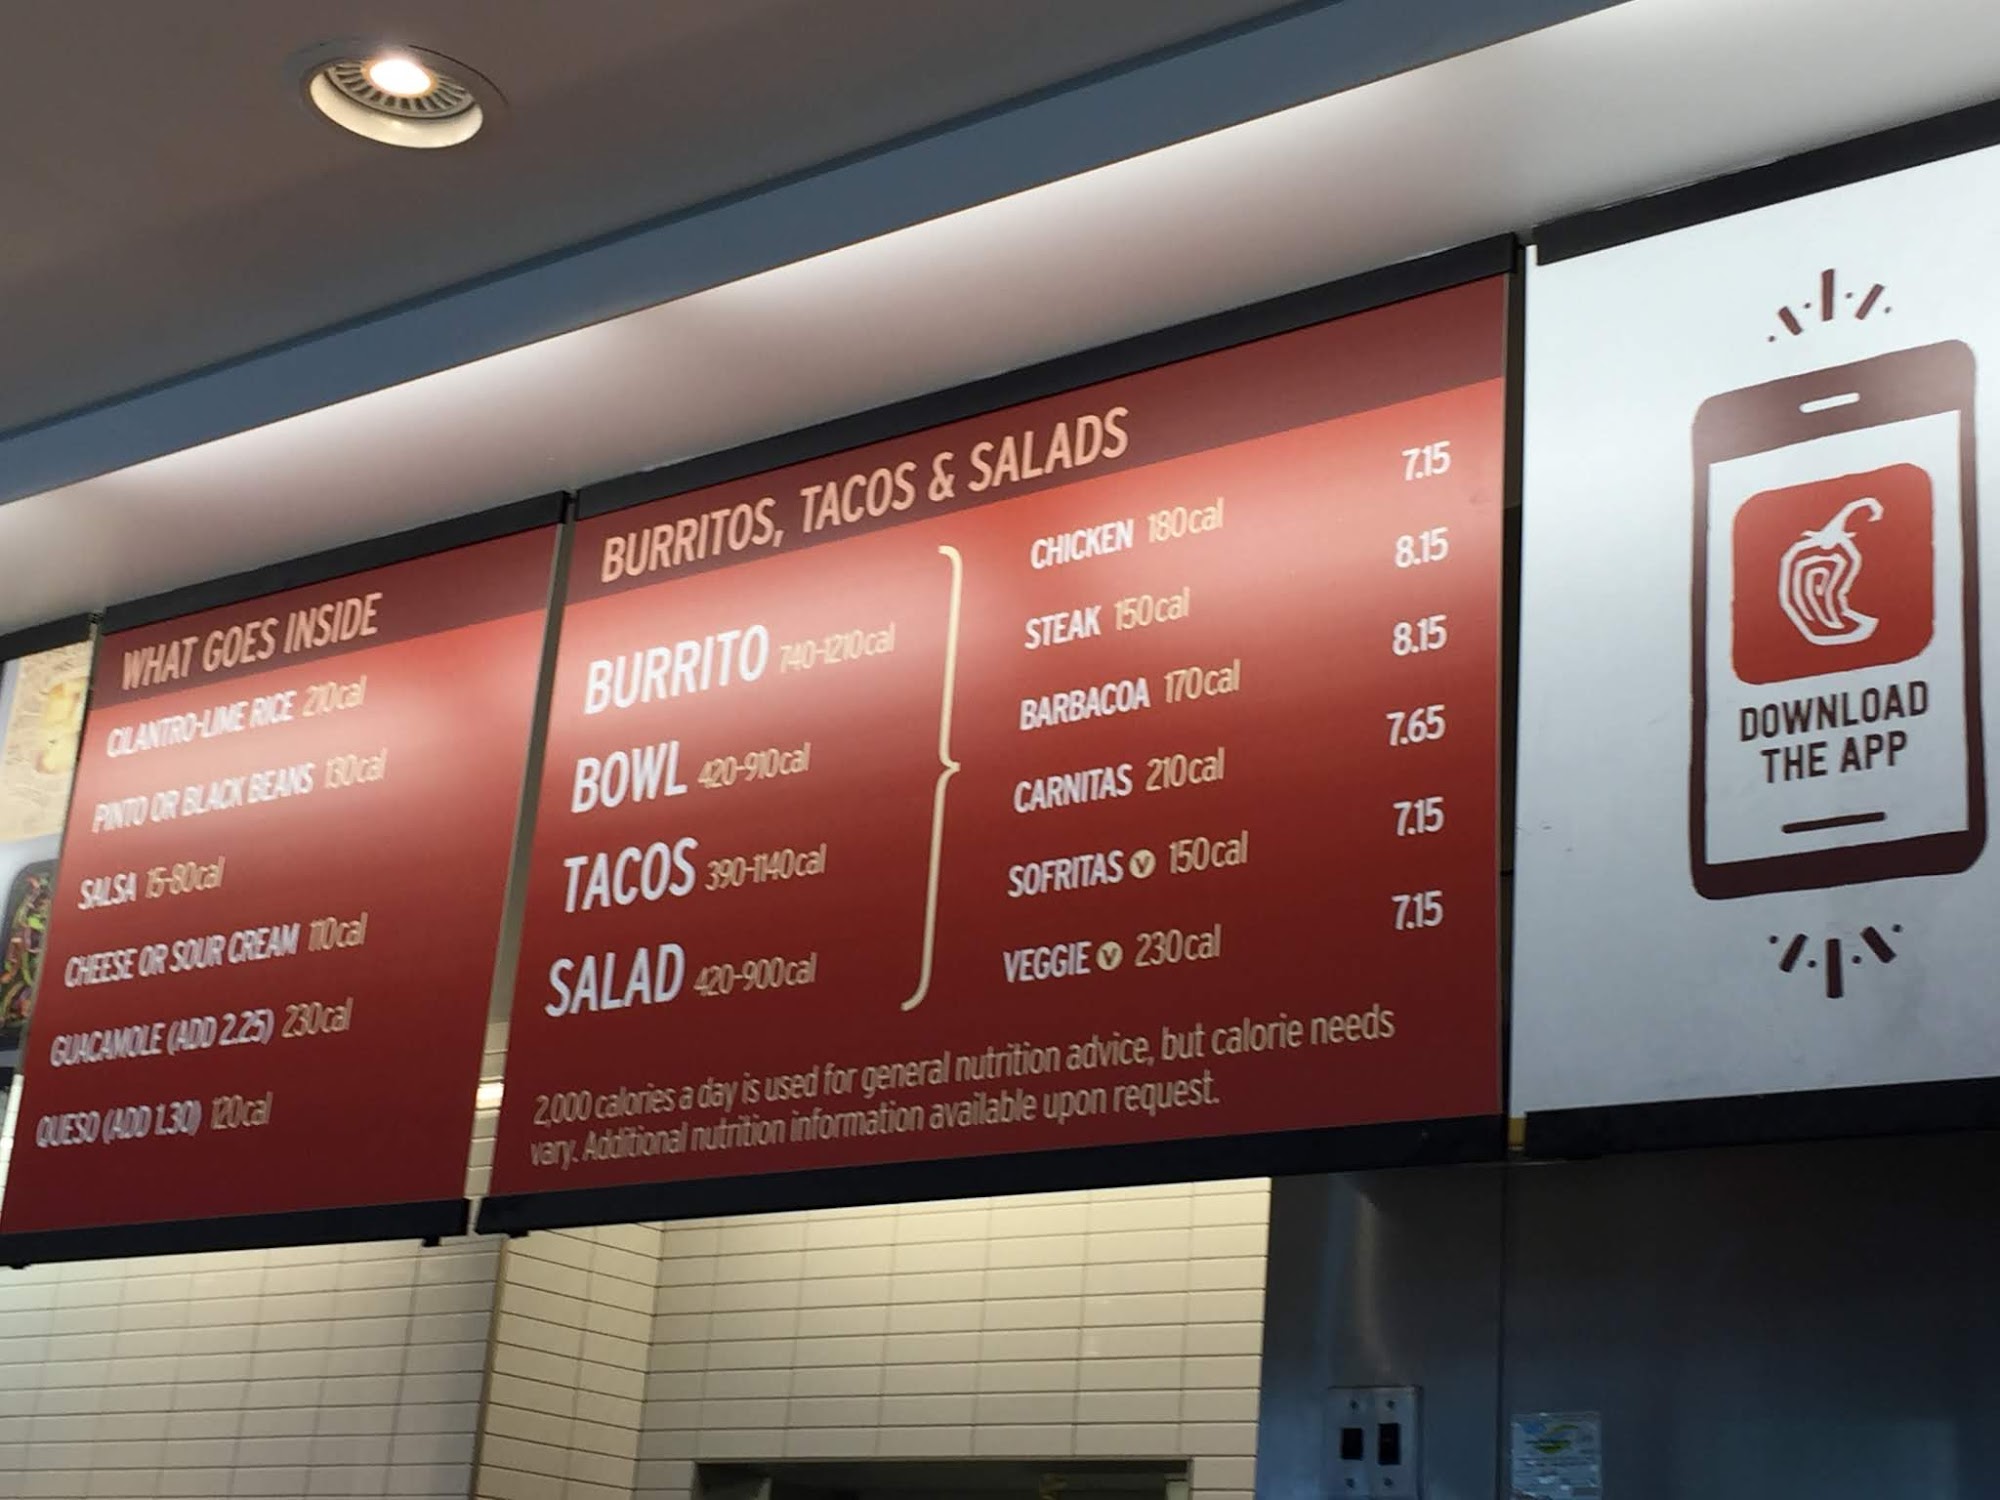 WHAT GOES INSIDE
CILANTRO-LIME RICE 210cal
PINTO OR BLACK BEANS 130cal
SALSA 15-80cal
CHEESE OR SOUR CREAM 110cal
GUACAMOLE (ADD 2.25) 230cal
QUESO (ADD 1.30) 120cal
BURRITOS, TACOS & SALADS
BURRITO 740-1210cal
BOWL 420-910cal
TACOS 390-1140cal
SALAD 420-900cal
CHICKEN 180cal 7.15
STEAK 150cal 8.15
BARBACOA 170cal 8.15
CARNITAS 210cal 7.65
SOFRITAS V 150cal 7.15
VEGGIE V 230cal 7.15
2,000 calories a day is used for general nutrition advice, but calorie needs
vary. Additional nutrition information available upon request.
DOWNLOAD
THE APP